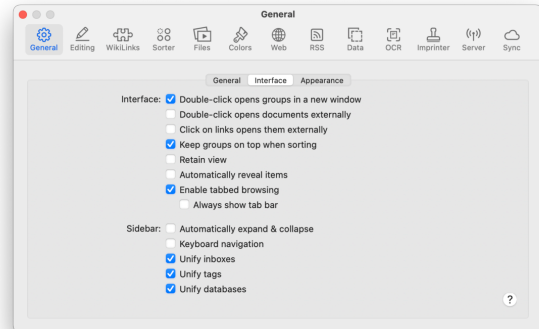 General
General Editing WikiLinks Sorter Files Colors Web RSS Data OCR Imprinter Server Sync
General Interface Appearance
Interface: Double-click opens groups in a new window
Double-click opens documents externally
Click on links opens them externally
Keep groups on top when sorting
Retain view
Automatically reveal items
Enable tabbed browsing
Always show tab bar
Sidebar: Automatically expand & collapse
Keyboard navigation
Unify inboxes
Unify tags
Unify databases
?